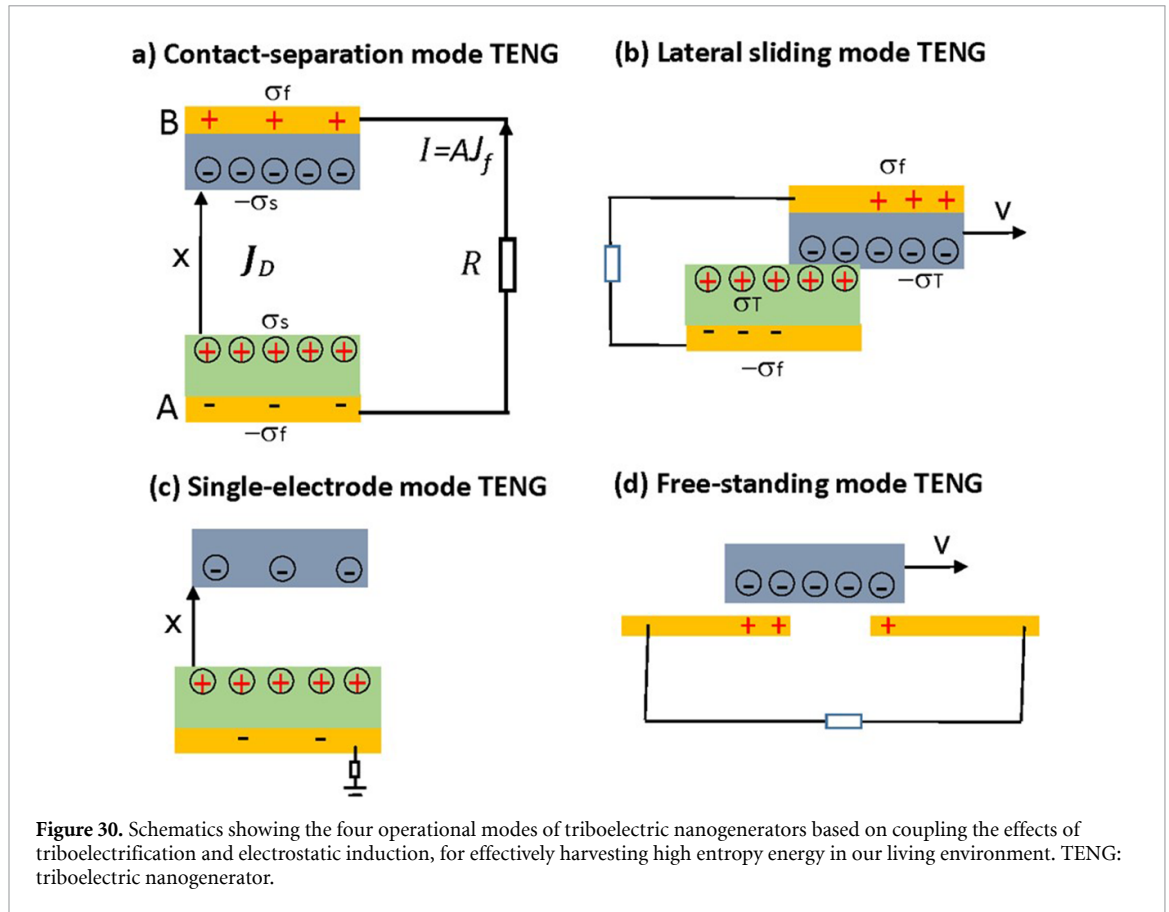 a) Contact-separation mode TENG
σf
B + + +
- - - - -
−σs
I=AJf
X
JD
R
σs
+ + + + +
A - - -
−σf
(b) Lateral sliding mode TENG
σf
+ + +
V
- - - - -
−σT
+ + + + +
σT
- - -
−σf
(c) Single-electrode mode TENG
- - -
X
+ + + + +
- -
(d) Free-standing mode TENG
V
- - - - -
+ + +
Figure 30. Schematics showing the four operational modes of triboelectric nanogenerators based on coupling the effects of
triboelectrification and electrostatic induction, for effectively harvesting high entropy energy in our living environment. TENG:
triboelectric nanogenerator.